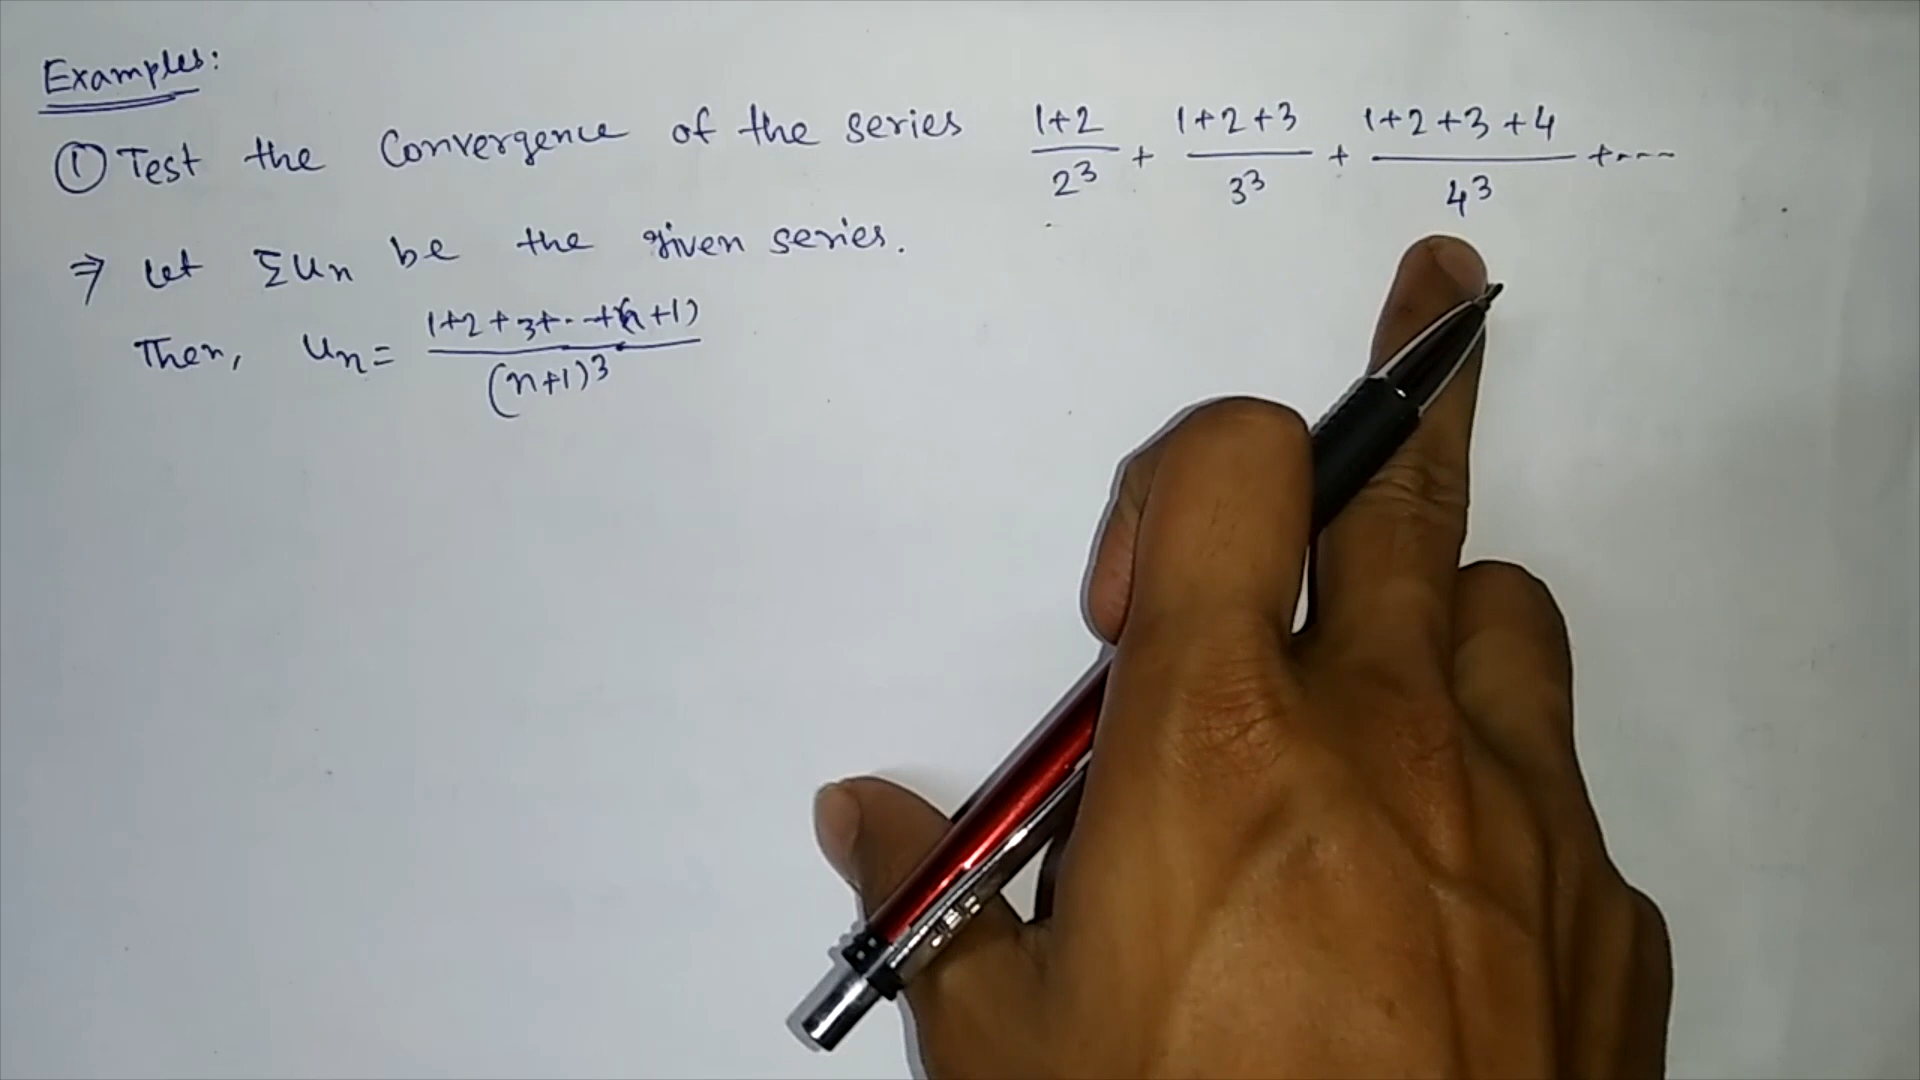 Examples:
① Test the Convergence of the series (1+2)/2³ + (1+2+3)/3³ + (1+2+3+4)/4³ + ----
⇒ Let Σun be the given series.
Then, un = (1+2+3+...+(n+1))/(n+1)³